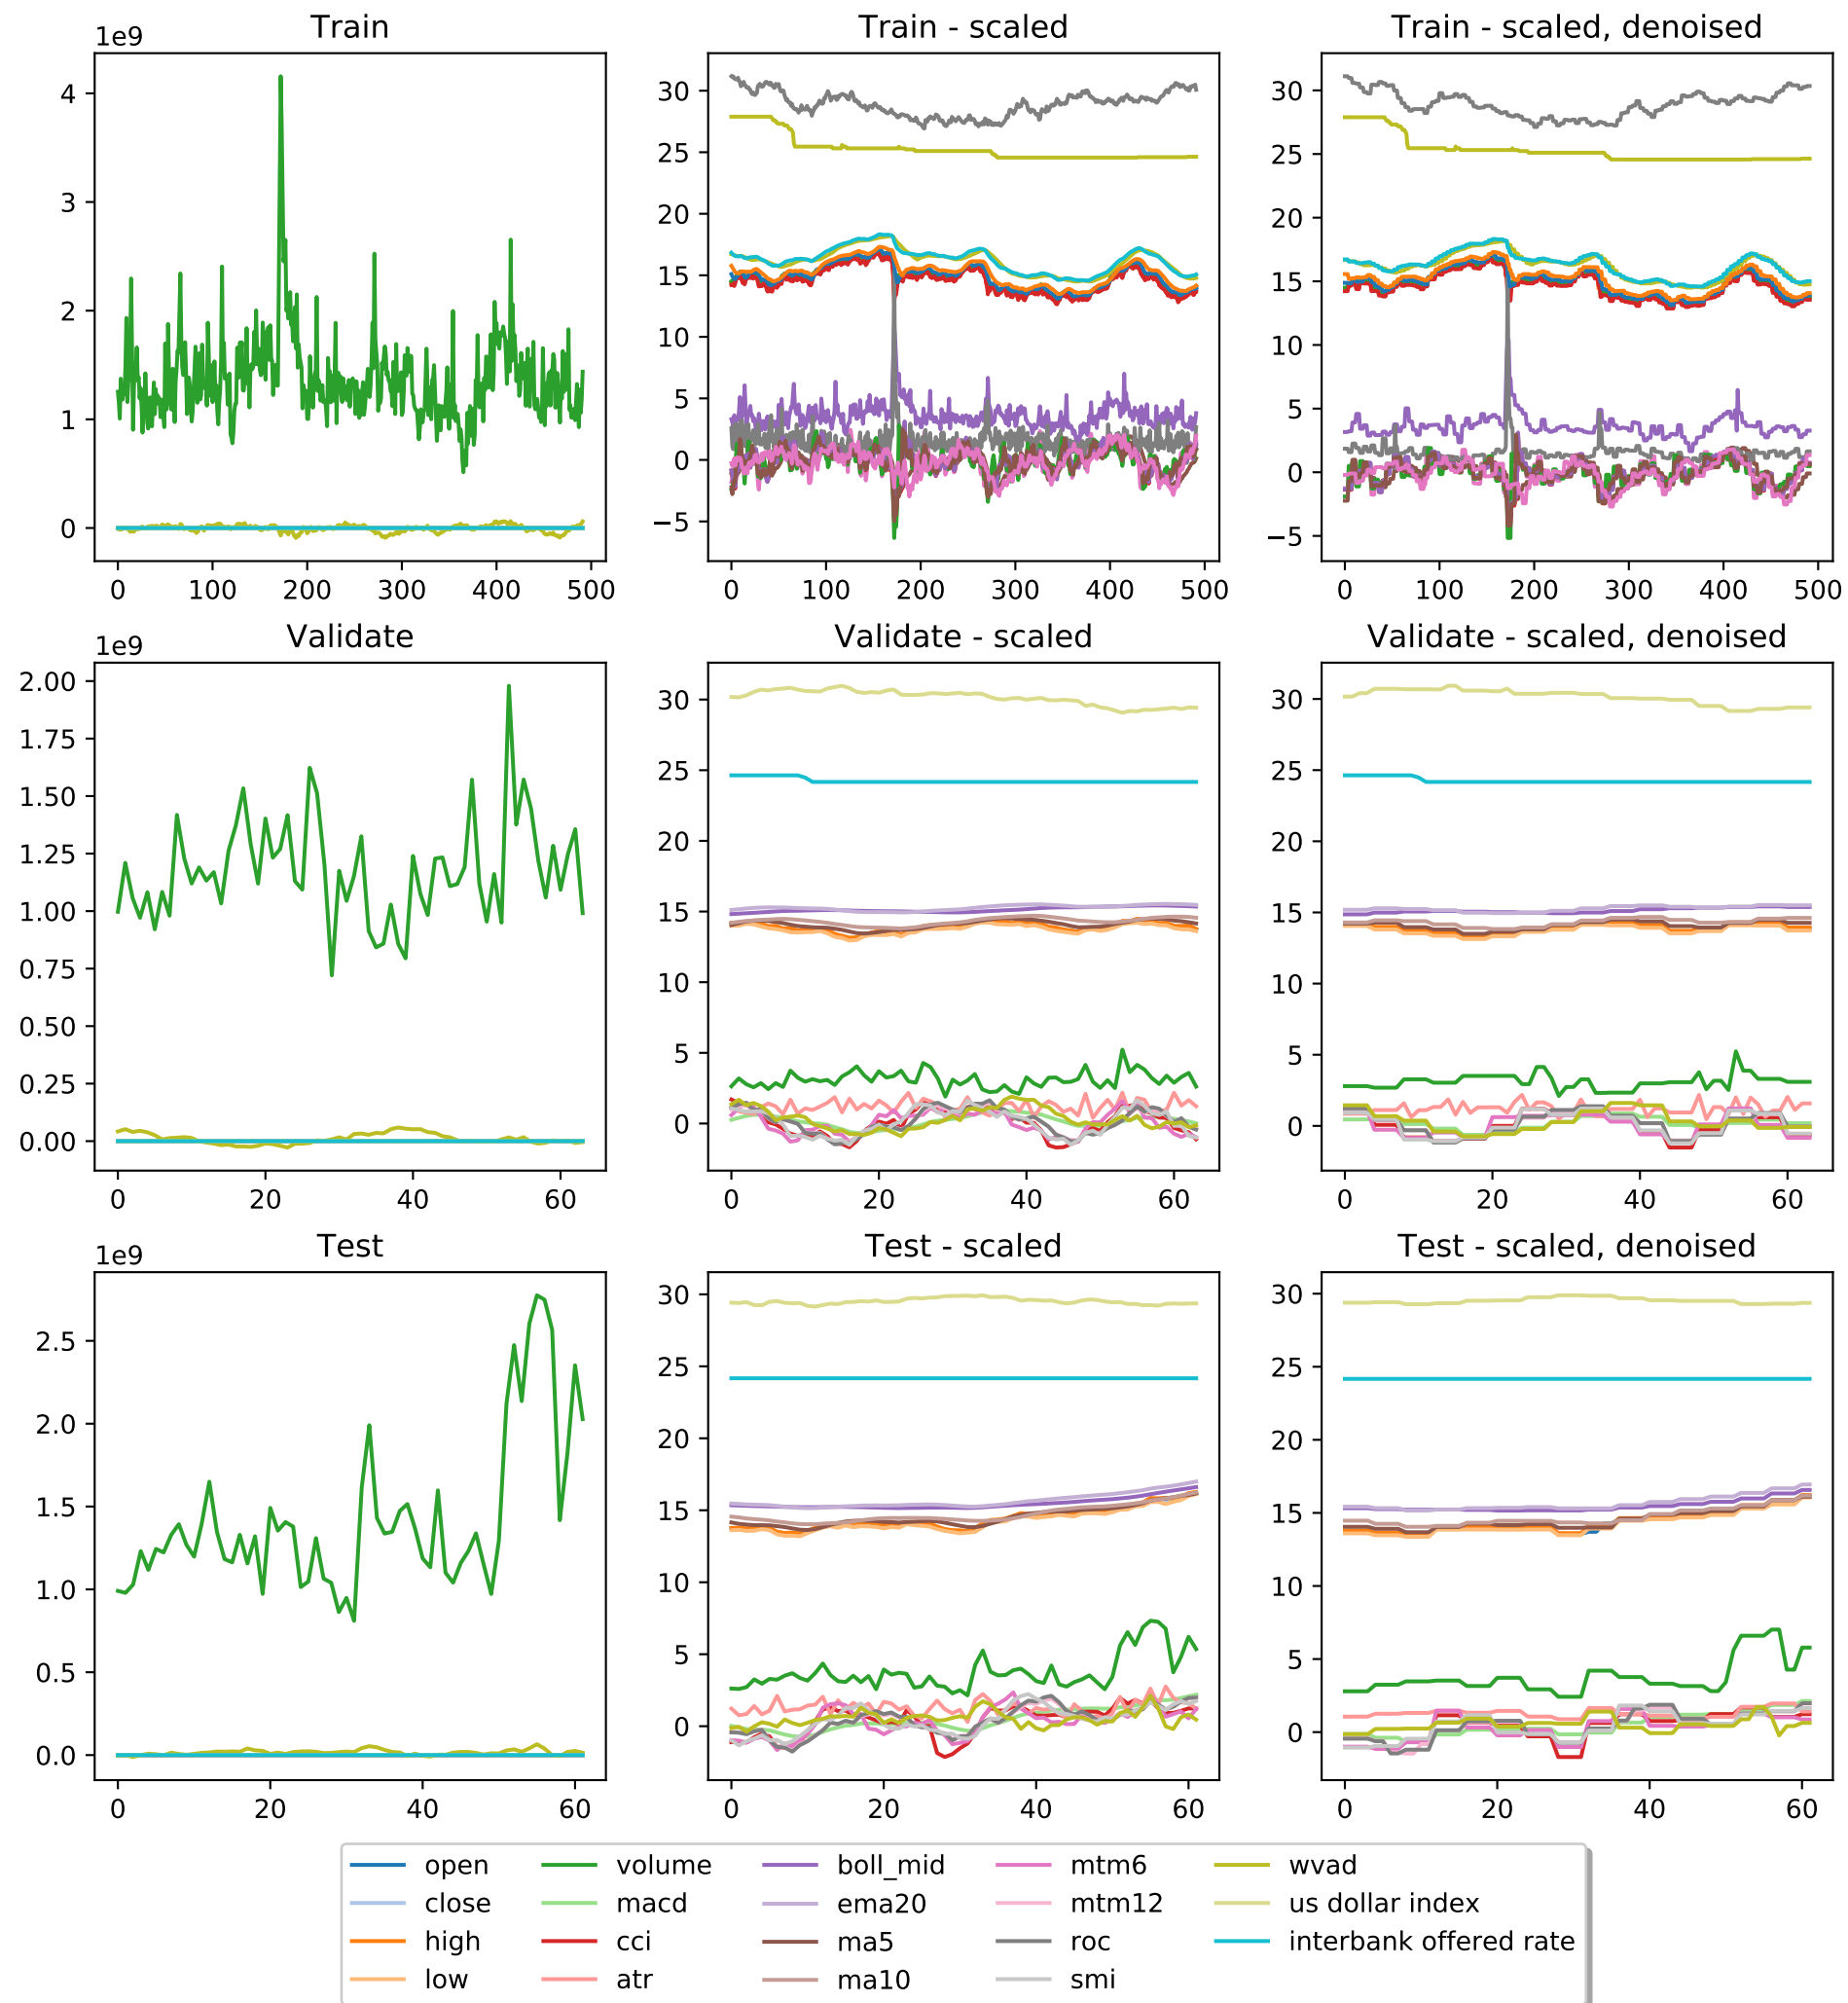 Train
1e9
4
3
2
1
0
0 100 200 300 400 500
Train - scaled
30
25
20
15
10
5
0
−5
0 100 200 300 400 500
Train - scaled, denoised
30
25
20
15
10
5
0
−5
0 100 200 300 400 500
Validate
1e9
2.00
1.75
1.50
1.25
1.00
0.75
0.50
0.25
0.00
0 20 40 60
Validate - scaled
30
25
20
15
10
5
0
0 20 40 60
Validate - scaled, denoised
30
25
20
15
10
5
0
0 20 40 60
Test
1e9
2.5
2.0
1.5
1.0
0.5
0.0
0 20 40 60
Test - scaled
30
25
20
15
10
5
0
0 20 40 60
Test - scaled, denoised
30
25
20
15
10
5
0
0 20 40 60
open volume boll_mid mtm6 wvad
close macd ema20 mtm12 us dollar index
high cci ma5 roc interbank offered rate
low atr ma10 smi